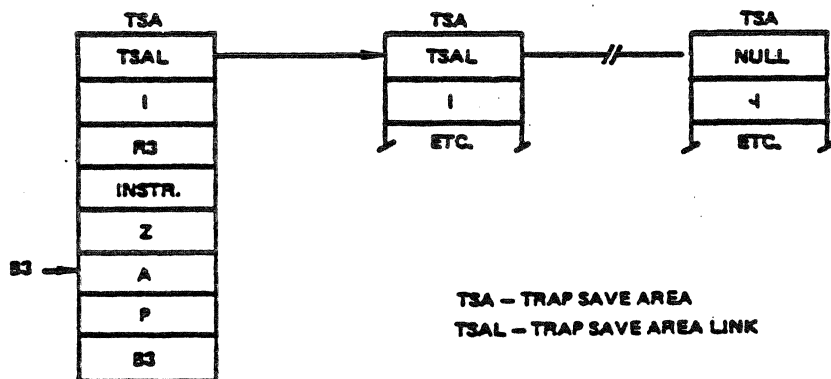 TSA TSA TSA
TSAL TSAL NULL
I I -I
R3 ETC. ETC.
INSTR.
Z
B3 A
P
B3
TSA – TRAP SAVE AREA
TSAL – TRAP SAVE AREA LINK